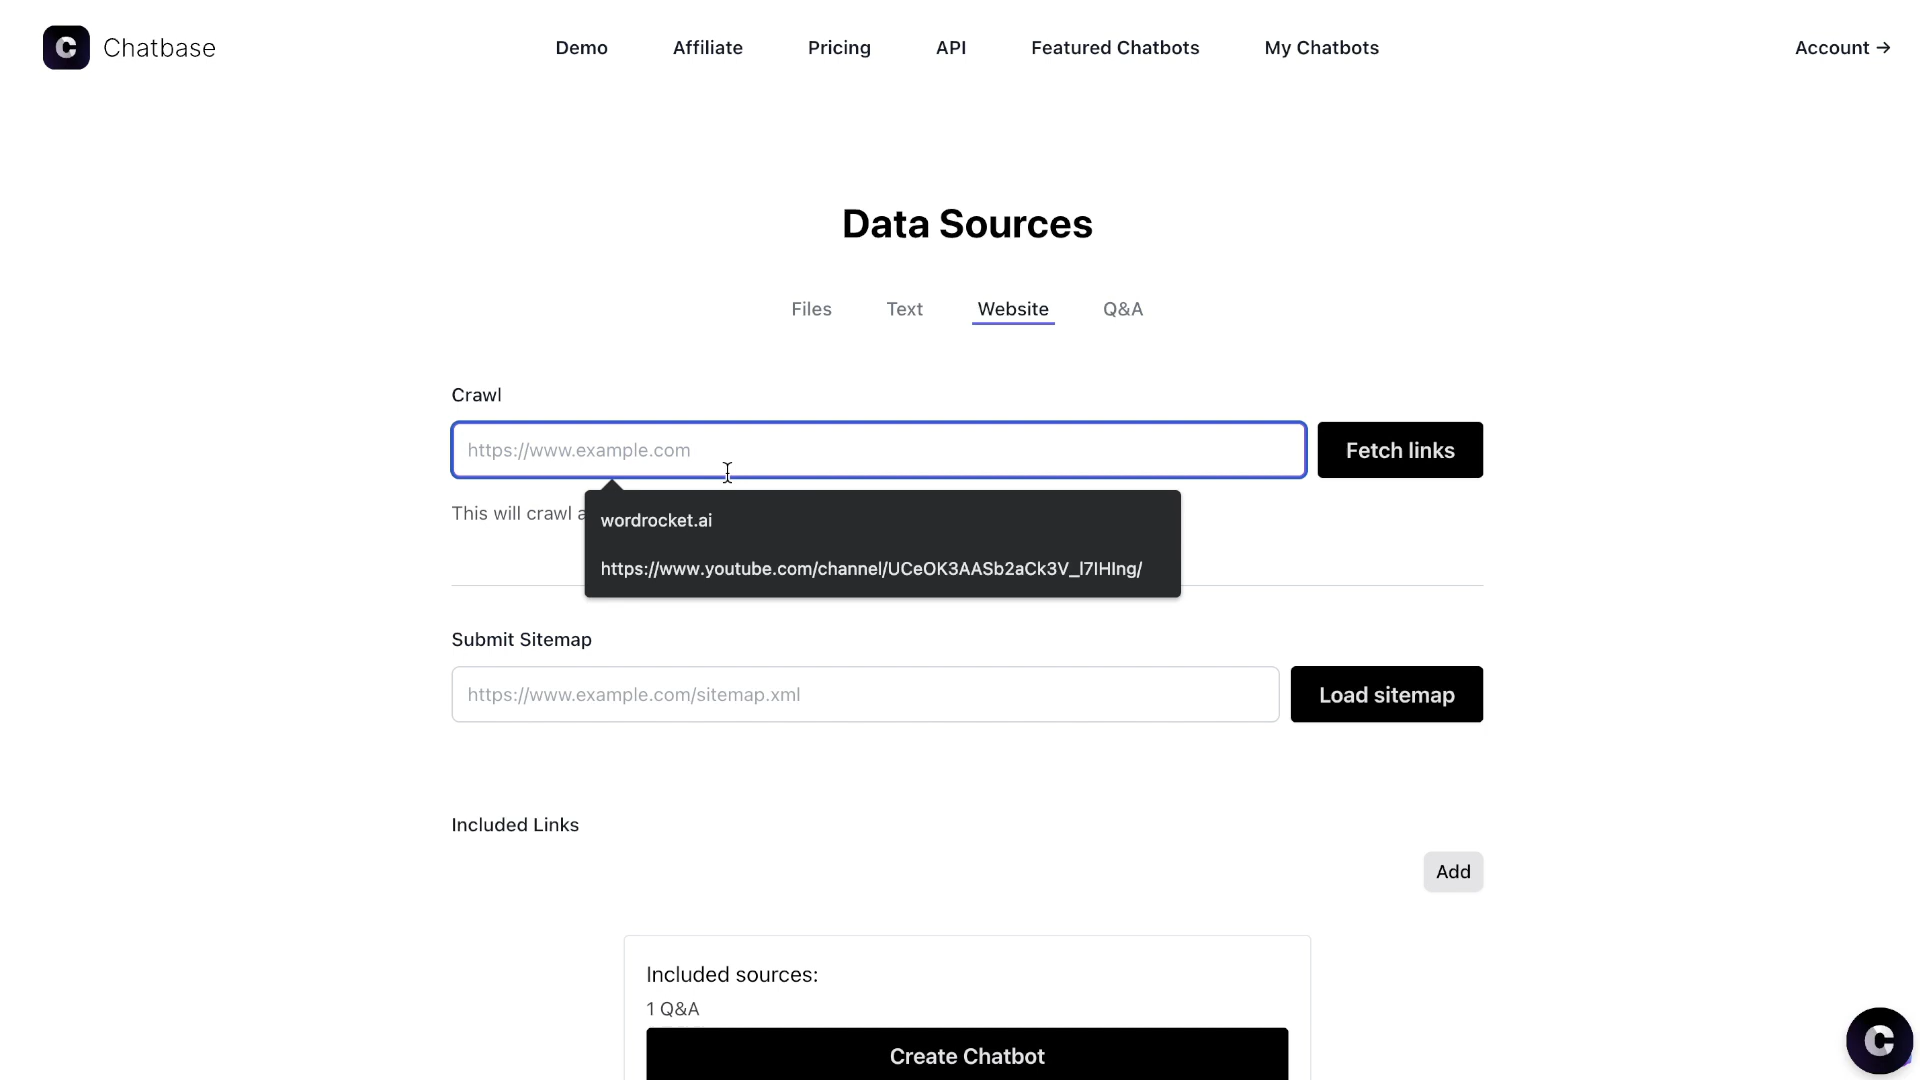 C Chatbase
Demo Affiliate Pricing API Featured Chatbots My Chatbots
Account →
Data Sources
Files Text Website Q&A
Crawl
https://www.example.com
Fetch links
This will crawl a
wordrocket.ai
https://www.youtube.com/channel/UCeOK3AASb2aCk3V_l7IHIng/
Submit Sitemap
https://www.example.com/sitemap.xml
Load sitemap
Included Links
Add
Included sources:
1 Q&A
Create Chatbot
C